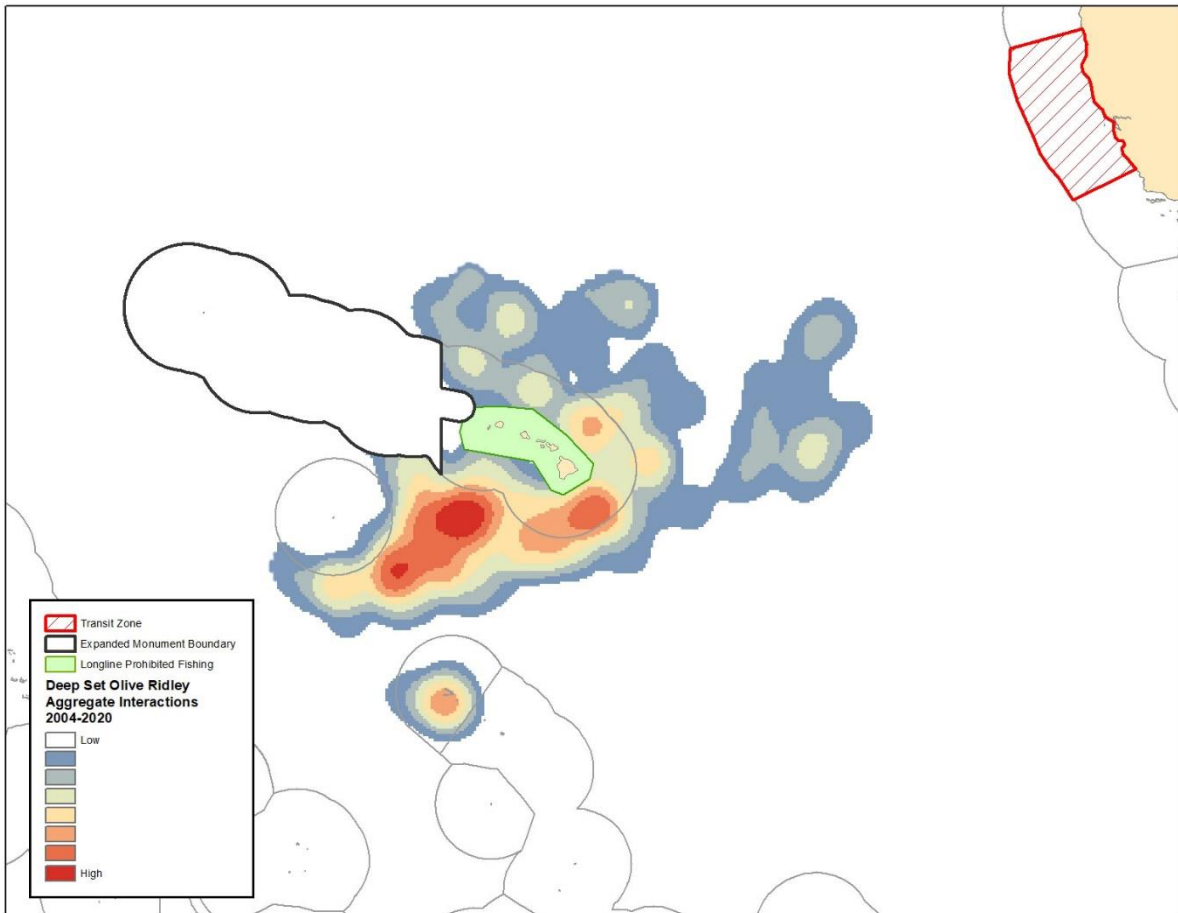 Transit Zone
Expanded Monument Boundary
Longline Prohibited Fishing
Deep Set Olive Ridley
Aggregate Interactions
2004-2020
Low
High